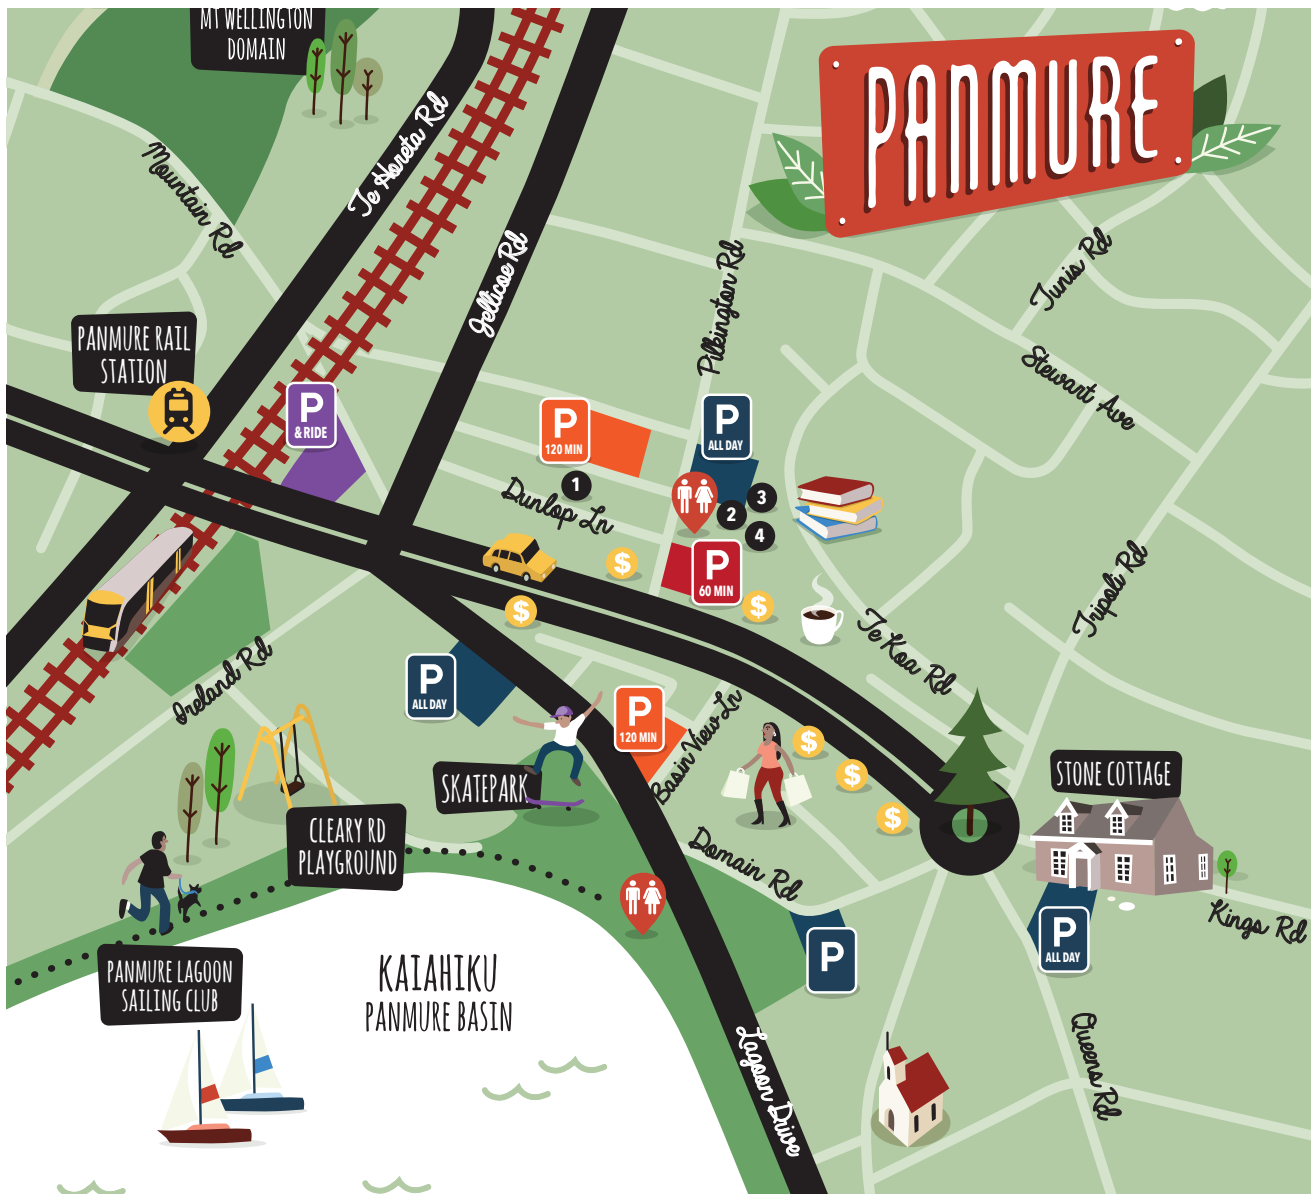 MT WELLINGTON
DOMAIN
PANMURE
Te Horeta Rd
Mountain Rd
Jellicoe Rd
Pilkington Rd
Tunis Rd
Stewart Ave
PANMURE RAIL
STATION
P
& RIDE
P
120 MIN
P
ALL DAY
1
Dunlop Ln
3
2
4
$
P
60 MIN
$
$
Te Koa Rd
Tripoli Rd
Ireland Rd
P
ALL DAY
P
120 MIN
Basin View Ln
$
$
$
SKATEPARK
STONE COTTAGE
CLEARY RD
PLAYGROUND
Domain Rd
Kings Rd
P
P
ALL DAY
PANMURE LAGOON
SAILING CLUB
KAIAHIKU
PANMURE BASIN
Lagoon Drive
Queens Rd